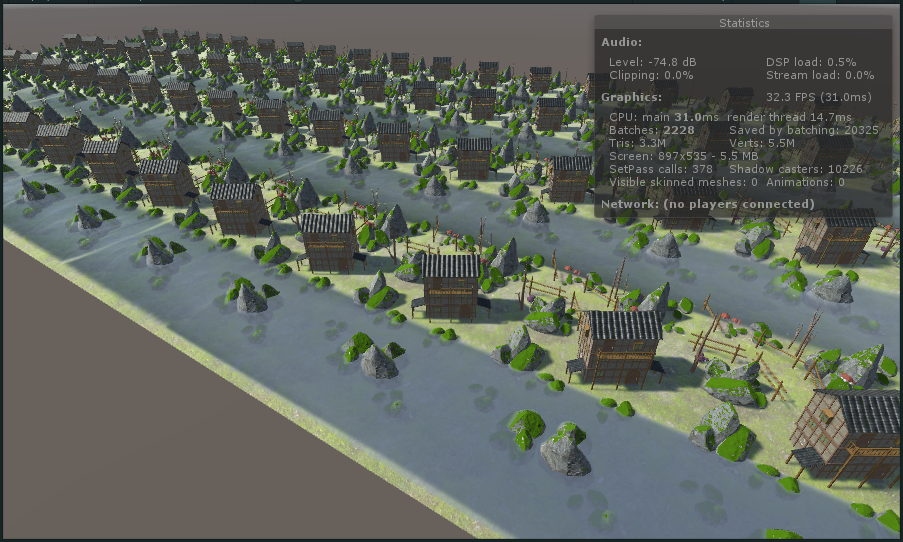 Statistics
Audio:
Level: -74.8 dB DSP load: 0.5%
Clipping: 0.0% Stream load: 0.0%
Graphics: 32.3 FPS (31.0ms)
CPU: main 31.0ms render thread 14.7ms
Batches: 2228 Saved by batching: 20325
Tris: 3.3M Verts: 5.5M
Screen: 897x535 - 5.5 MB
SetPass calls: 378 Shadow casters: 10226
Visible skinned meshes: 0 Animations: 0
Network: (no players connected)